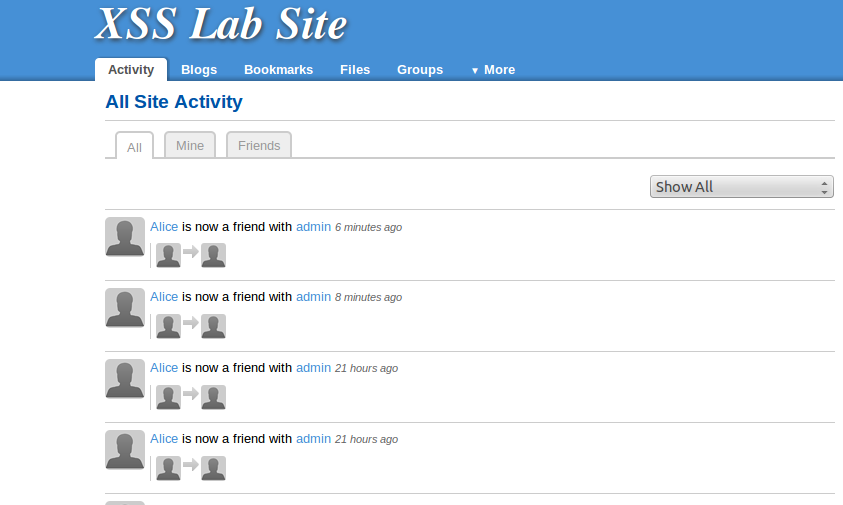 XSS Lab Site
Activity Blogs Bookmarks Files Groups ▼ More
All Site Activity
All Mine Friends
Show All
Alice is now a friend with admin 6 minutes ago
Alice is now a friend with admin 8 minutes ago
Alice is now a friend with admin 21 hours ago
Alice is now a friend with admin 21 hours ago